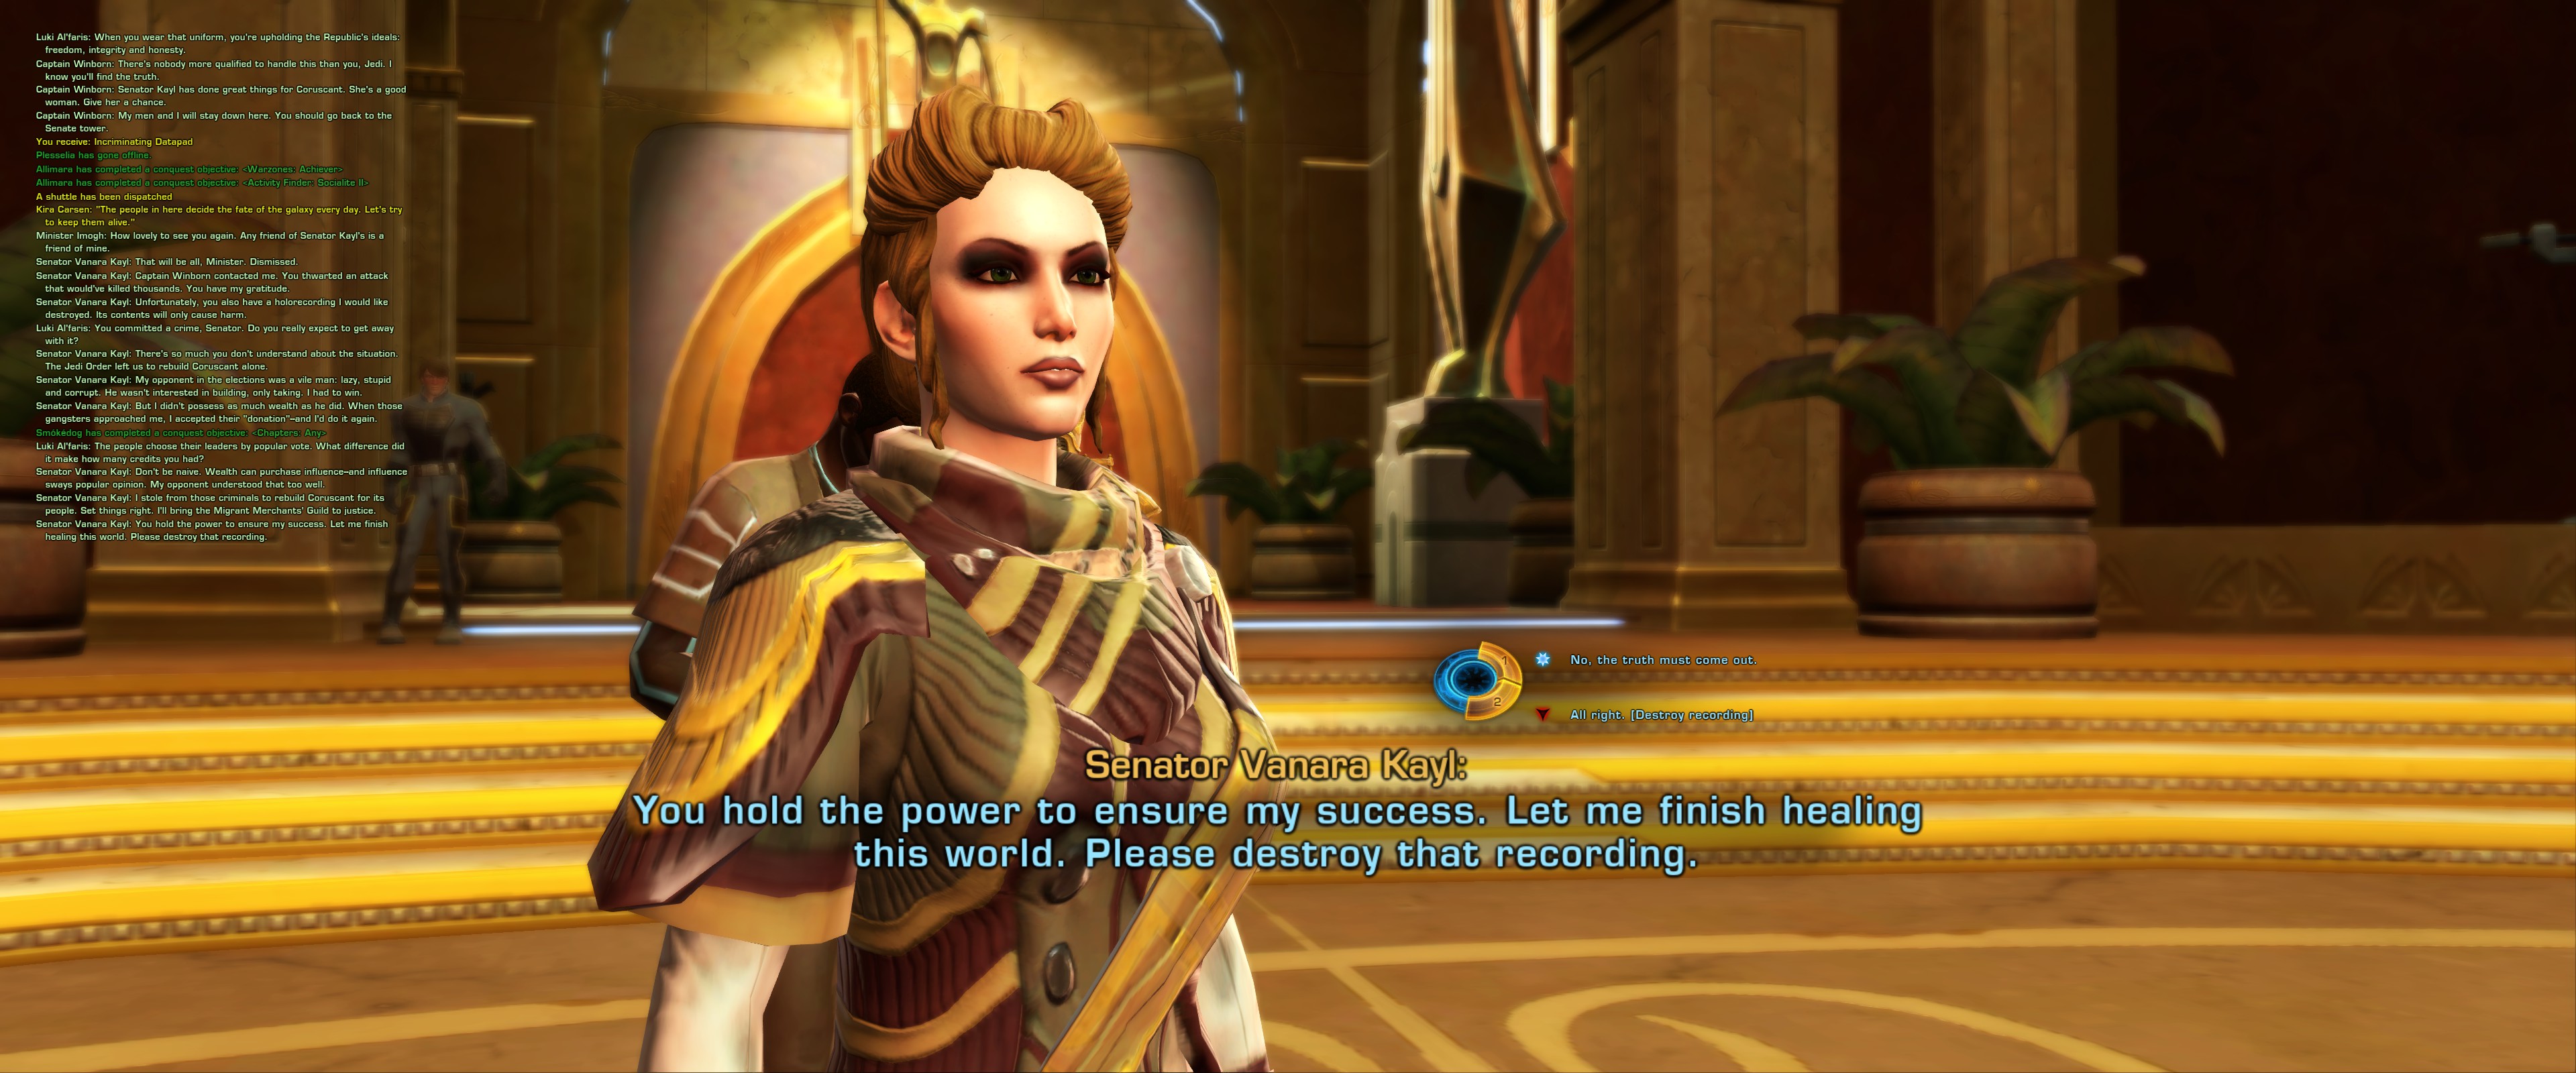 Luki Al'faris: When you wear that uniform, you're upholding the Republic's ideals:
freedom, integrity and honesty.
Captain Winborn: There's nobody more qualified to handle this than you, Jedi. I
know you'll find the truth.
Captain Winborn: Senator Kayl has done great things for Coruscant. She's a good
woman. Give her a chance.
Captain Winborn: My men and I will stay down here. You should go back to the
Senate tower.
You receive: Incriminating Datapad
Plesselia has gone offline.
Allimara has completed a conquest objective: <Warzones: Achiever>
Allimara has completed a conquest objective: <Activity Finder: Socialite II>
A shuttle has been dispatched
Kira Carsen: "The people in here decide the fate of the galaxy every day. Let's try
to keep them alive."
Minister Imogh: How lovely to see you again. Any friend of Senator Kayl's is a
friend of mine.
Senator Vanara Kayl: That will be all, Minister. Dismissed.
Senator Vanara Kayl: Captain Winborn contacted me. You thwarted an attack
that would've killed thousands. You have my gratitude.
Senator Vanara Kayl: Unfortunately, you also have a holorecording I would like
destroyed. Its contents will only cause harm.
Luki Al'faris: You committed a crime, Senator. Do you really expect to get away
with it?
Senator Vanara Kayl: There's so much you don't understand about the situation.
The Jedi Order left us to rebuild Coruscant alone.
Senator Vanara Kayl: My opponent in the elections was a vile man: lazy, stupid
and corrupt. He wasn't interested in building, only taking. I had to win.
Senator Vanara Kayl: But I didn't possess as much wealth as he did. When those
gangsters approached me, I accepted their "donation"—and I'd do it again.
Smökèdog has completed a conquest objective: <Chapters: Any>
Luki Al'faris: The people choose their leaders by popular vote. What difference did
it make how many credits you had?
Senator Vanara Kayl: Don't be naive. Wealth can purchase influence—and influence
sways popular opinion. My opponent understood that too well.
Senator Vanara Kayl: I stole from those criminals to rebuild Coruscant for its
people. Set things right. I'll bring the Migrant Merchants' Guild to justice.
Senator Vanara Kayl: You hold the power to ensure my success. Let me finish
healing this world. Please destroy that recording.
1
No, the truth must come out.
2
All right. [Destroy recording]
Senator Vanara Kayl:
You hold the power to ensure my success. Let me finish healing
this world. Please destroy that recording.